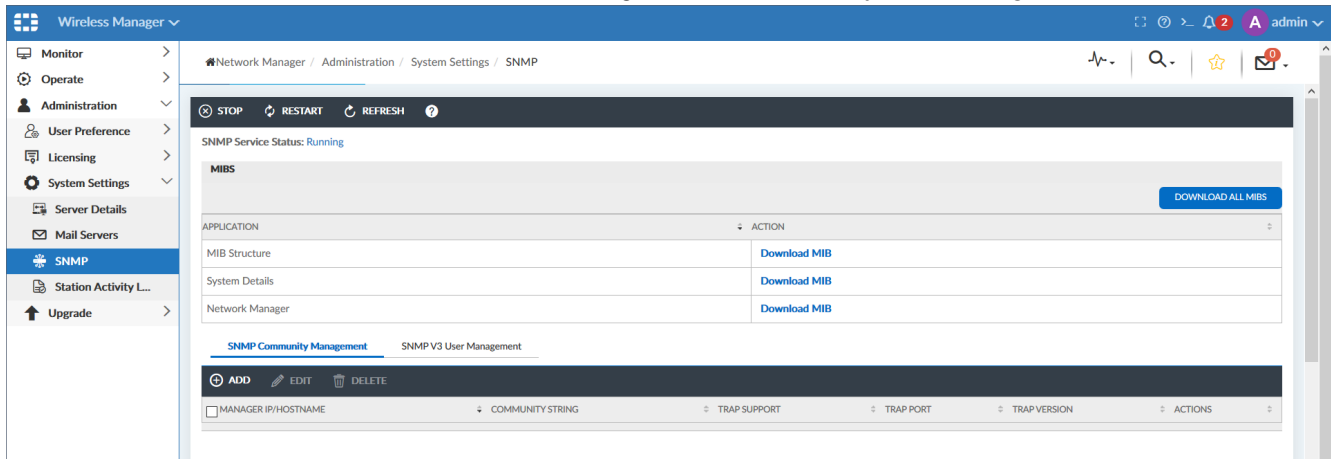 Wireless Manager
2
A
admin
Monitor
Operate
Administration
User Preference
Licensing
System Settings
Server Details
Mail Servers
SNMP
Station Activity L...
Upgrade
Network Manager / Administration / System Settings / SNMP
0
STOP RESTART REFRESH ?
SNMP Service Status: Running
MIBS
DOWNLOAD ALL MIBS
APPLICATION ACTION
MIB Structure Download MIB
System Details Download MIB
Network Manager Download MIB
SNMP Community Management SNMP V3 User Management
ADD EDIT DELETE
MANAGER IP/HOSTNAME COMMUNITY STRING TRAP SUPPORT TRAP PORT TRAP VERSION ACTIONS